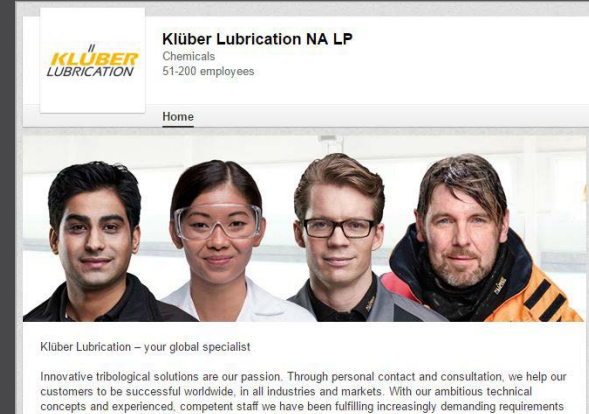 KLÜBER
LUBRICATION
Klüber Lubrication NA LP
Chemicals
51-200 employees
Home
Klüber Lubrication – your global specialist
Innovative tribological solutions are our passion. Through personal contact and consultation, we help our
customers to be successful worldwide, in all industries and markets. With our ambitious technical
concepts and experienced, competent staff we have been fulfilling increasingly demanding requirements